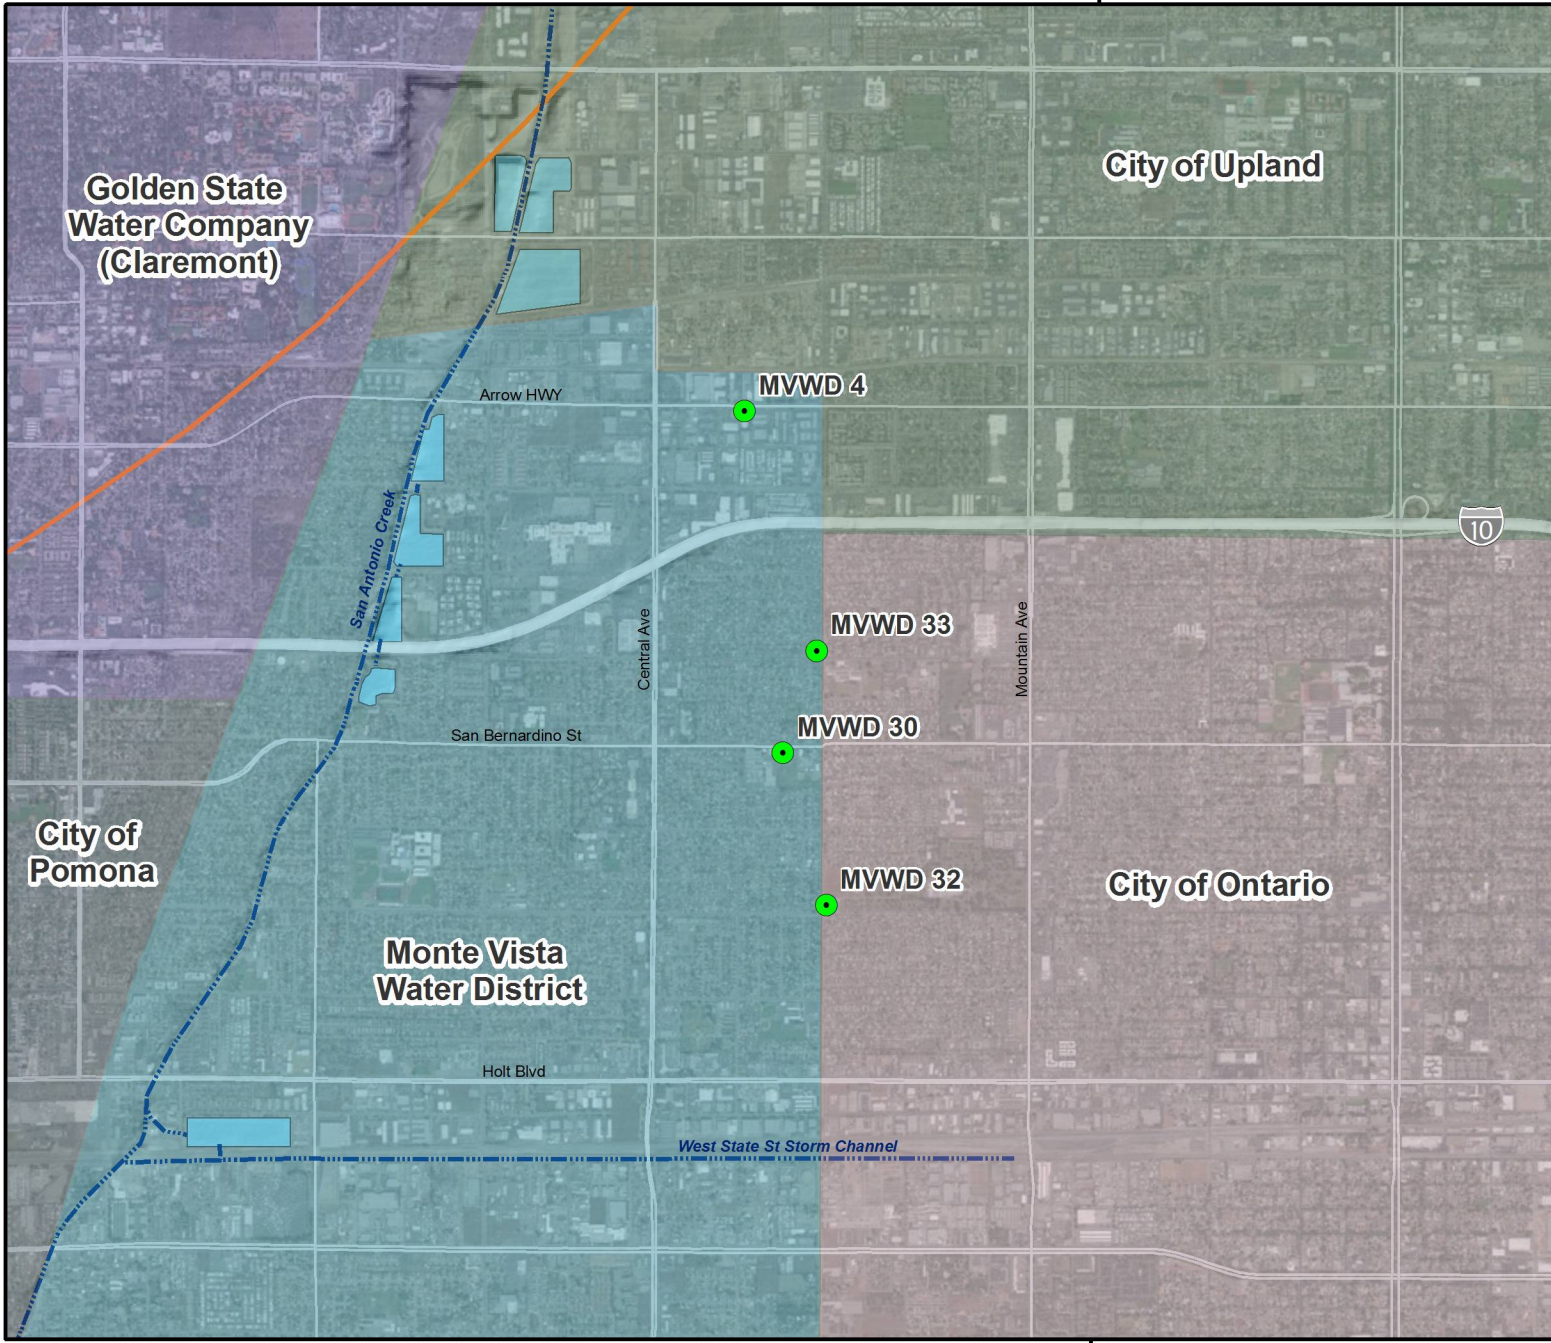 City of Upland
Golden State
Water Company
(Claremont)
Arrow HWY
MVWD 4
San Antonio Creek
10
Central Ave
MVWD 33
Mountain Ave
San Bernardino St
MVWD 30
City of
Pomona
MVWD 32
City of Ontario
Monte Vista
Water District
Holt Blvd
West State St Storm Channel